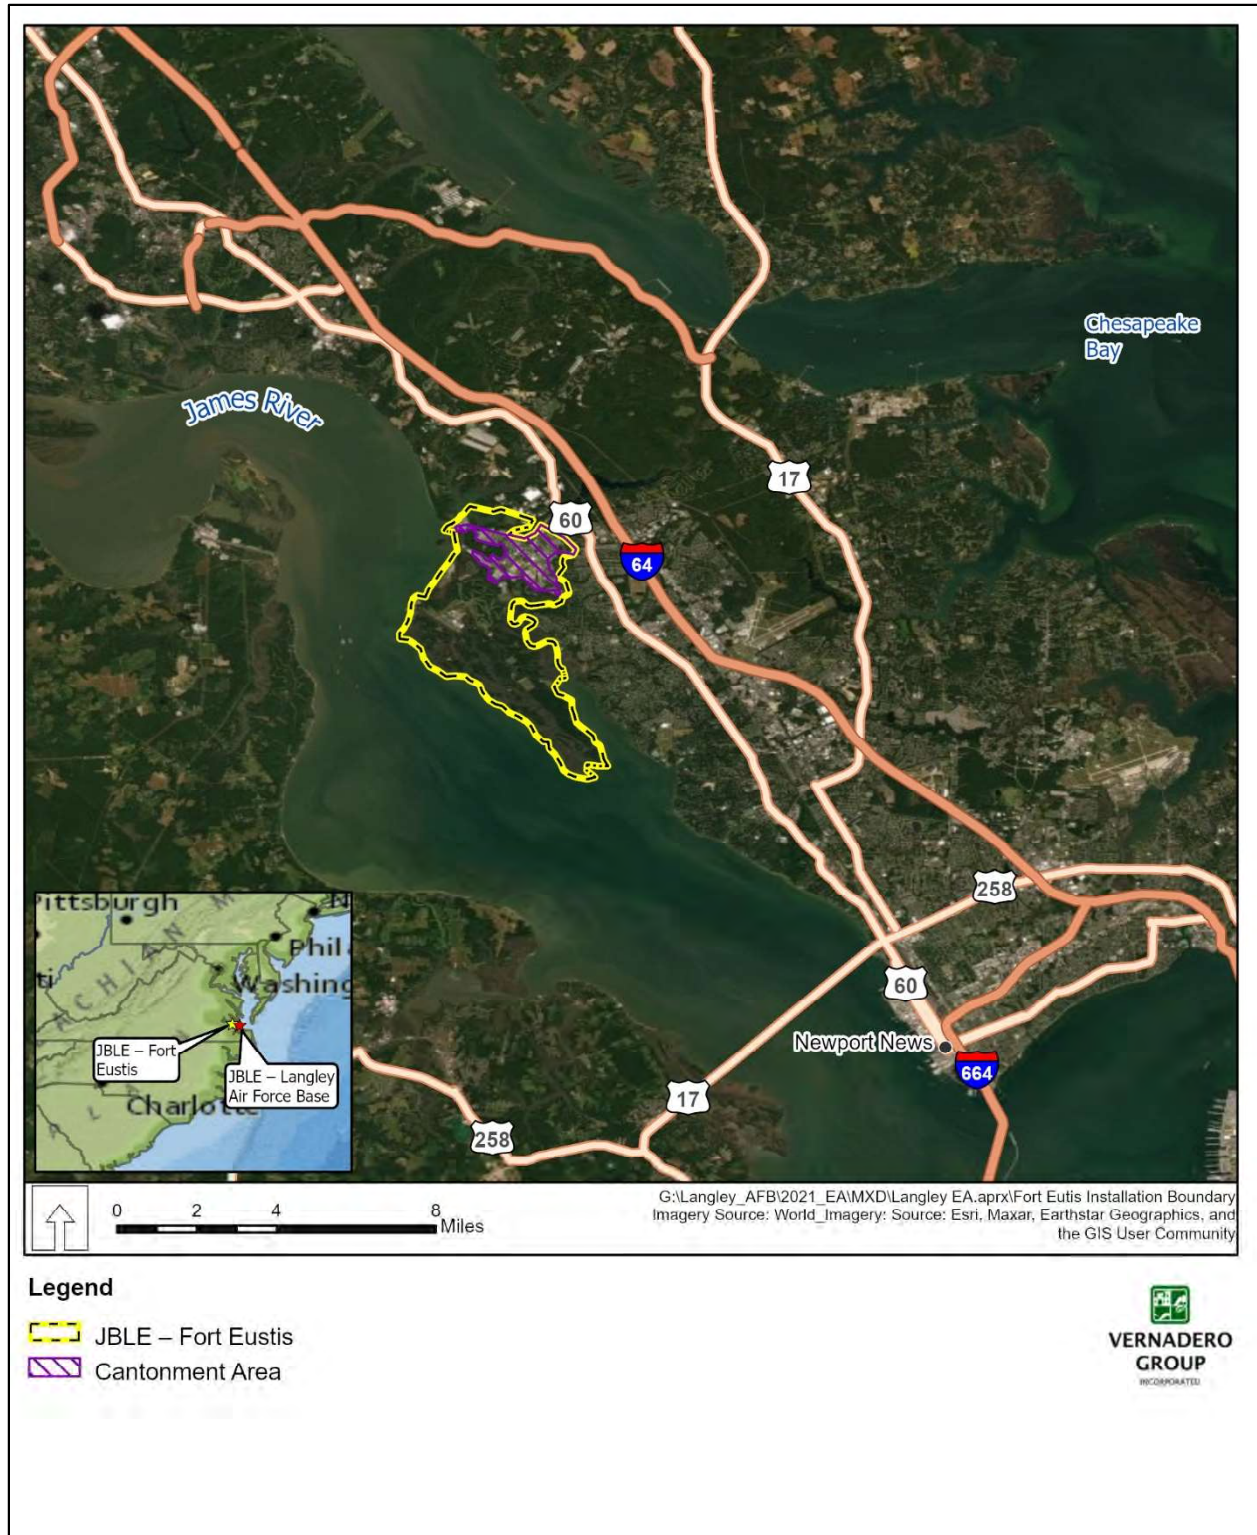 Chesapeake
Bay
James River
17
60
64
258
60
Newport News
664
17
258
ittsburgh
N
Phil
Washing
ti
CHIAN M
JBLE – Fort
Eustis
JBLE – Langley
Air Force Base
Charlotte
0 2 4 8
Miles
G:\Langley_AFB\2021_EA\MXD\Langley EA.aprx\Fort Eutis Installation Boundary
Imagery Source: World_Imagery: Source: Esri, Maxar, Earthstar Geographics, and
the GIS User Community
Legend
JBLE – Fort Eustis
Cantonment Area
VERNADERO
GROUP
INCORPORATED